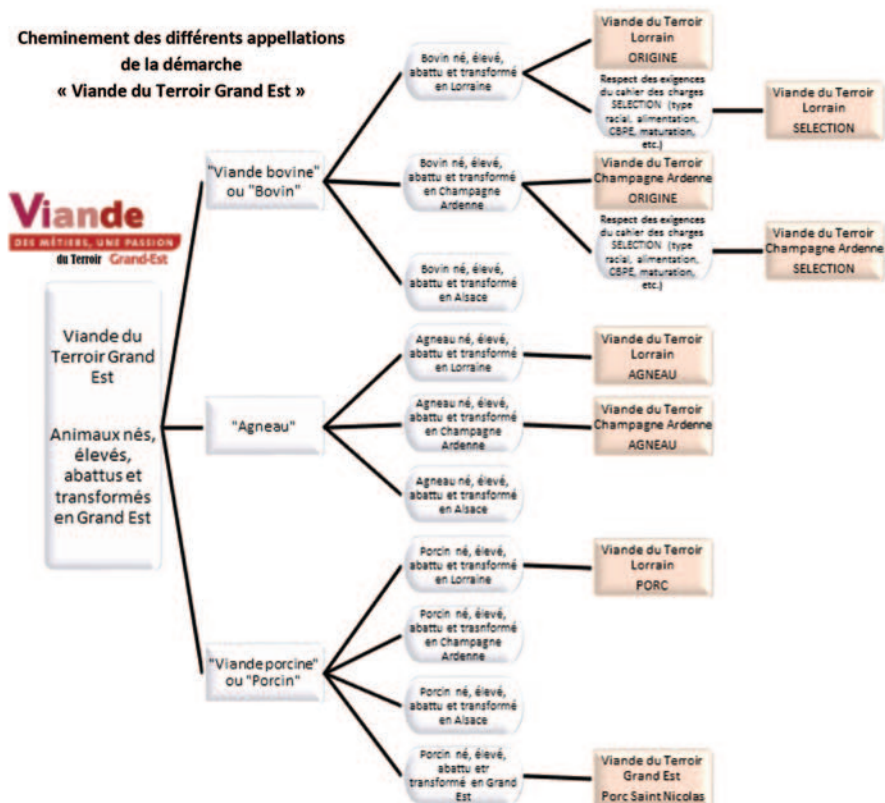 Cheminement des différents appellations
de la démarche
« Viande du Terroir Grand Est »
Viande
DES MÉTIERS, UNE PASSION
du Terroir Grand-Est
Viande du
Terroir Grand
Est
Animaux nés,
élevés,
abattus et
transformés
en Grand Est
"Viande bovine"
ou "Bovin"
Bovin né, élevé,
abattu et transformé
en Lorraine
Viande du Terroir
Lorrain
ORIGINE
Respect des exigences
du cahier des charges
SELECTION (type
racial, alimentation,
CBPE, maturation,
etc.)
Viande du Terroir
Lorrain
SELECTION
Bovin né, élevé,
abattu et transformé
en Champagne
Ardenne
Viande du Terroir
Champagne Ardenne
ORIGINE
Respect des exigences
du cahier des charges
SELECTION (type
racial, alimentation,
CBPE, maturation,
etc.)
Viande du Terroir
Champagne Ardenne
SELECTION
Bovin né, élevé,
abattu et transformé
en Alsace
"Agneau"
Agneau né, élevé,
abattu et transformé
en Lorraine
Viande du Terroir
Lorrain
AGNEAU
Agneau né, élevé,
abattu et transformé
en Champagne
Ardenne
Viande du Terroir
Champagne Ardenne
AGNEAU
Agneau né, élevé,
abattu et transformé
en Alsace
"Viande porcine"
ou "Porcin"
Porcin né, élevé,
abattu et transformé
en Lorraine
Viande du Terroir
Lorrain
PORC
Porcin né, élevé,
abattu et trasnformé
en Champagne
Ardenne
Porcin né, élevé,
abattu et transformé
en Alsace
Porcin né, élevé,
abattu etr
transformé en Grand
Est
Viande du Terroir
Grand Est
Porc Saint Nicolas